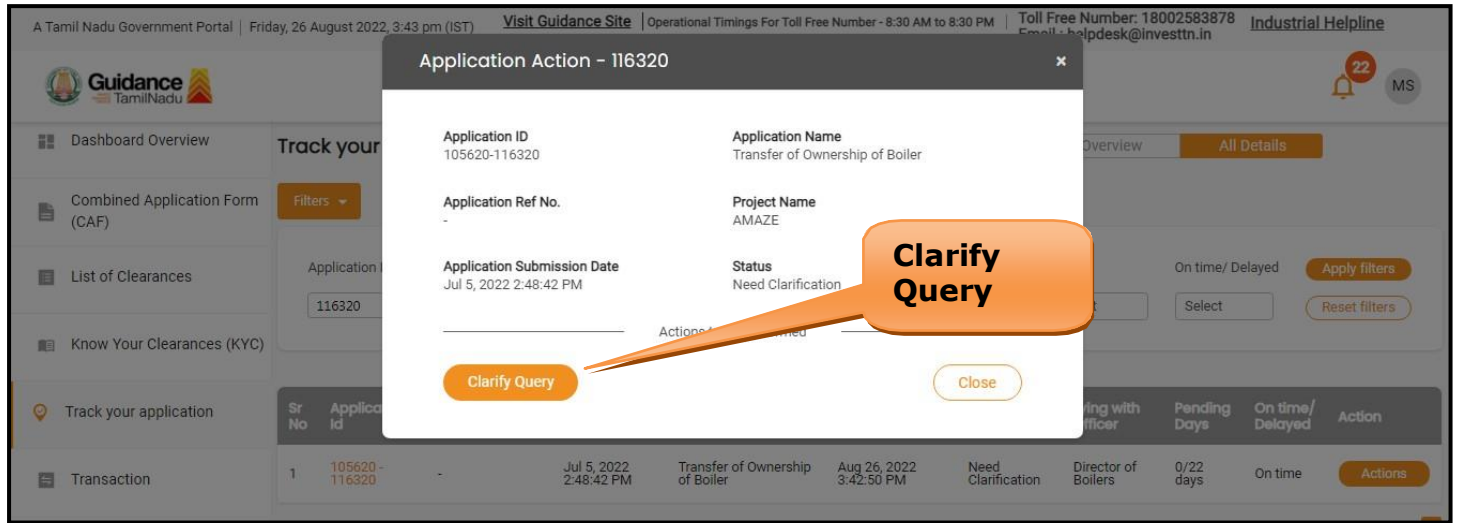 A Tamil Nadu Government Portal | Friday, 26 August 2022, 3:43 pm (IST) Visit Guidance Site | Operational Timings For Toll Free Number - 8:30 AM to 8:30 PM | Toll Free Number: 18002583878 Industrial Helpline
Email : helpdesk@investtn.in
Guidance
TamilNadu
22
MS
Application Action - 116320 ×
Dashboard Overview
Combined Application Form
(CAF)
List of Clearances
Know Your Clearances (KYC)
Track your application
Transaction
Track your
Overview All Details
Filters
Application
116320
On time/ Delayed Apply filters
Select Reset filters
Application ID Application Name
105620-116320 Transfer of Ownership of Boiler
Application Ref No. Project Name
- AMAZE
Application Submission Date Status
Jul 5, 2022 2:48:42 PM Need Clarification
Actions
Clarify Query Close
Clarify
Query
Sr Pending On time/ Action
No Id Days Delayed
1 105620 - - Jul 5, 2022 Transfer of Ownership Aug 26, 2022 Need Director of 0/22 On time Actions
116320 2:48:42 PM of Boiler 3:42:50 PM Clarification Boilers days